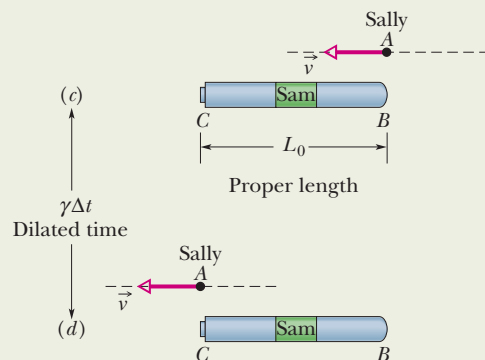 Sally
A
v
(c)
Sam
C
B
L0
Proper length
γΔt
Dilated time
Sally
A
v
(d)
Sam
C
B